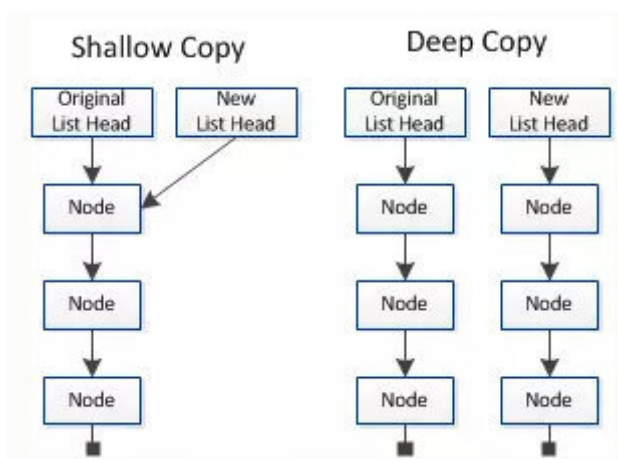 Shallow Copy
Original
List Head
New
List Head
Node
Node
Node
Deep Copy
Original
List Head
New
List Head
Node
Node
Node
Node
Node
Node